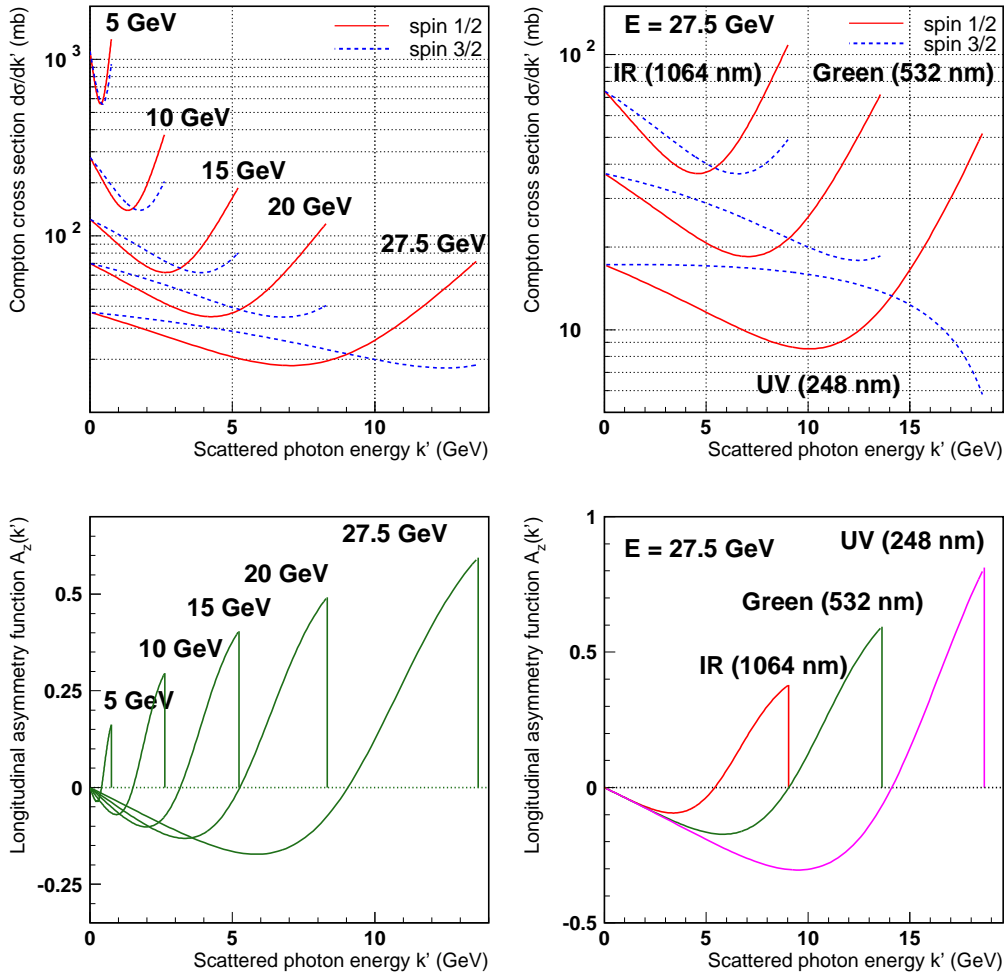 Compton cross section dσ/dk' (mb)
10³
10²
5 GeV
10 GeV
15 GeV
20 GeV
27.5 GeV
spin 1/2
spin 3/2
0 5 10
Scattered photon energy k' (GeV)
Compton cross section dσ/dk' (mb)
10²
10
E = 27.5 GeV
spin 1/2
spin 3/2
IR (1064 nm)
Green (532 nm)
UV (248 nm)
0 5 10 15
Scattered photon energy k' (GeV)
Longitudinal asymmetry function A_z(k')
0.5
0.25
0
-0.25
27.5 GeV
20 GeV
15 GeV
10 GeV
5 GeV
0 5 10
Scattered photon energy k' (GeV)
Longitudinal asymmetry function A_z(k')
1
0.5
0
-0.5
E = 27.5 GeV
UV (248 nm)
Green (532 nm)
IR (1064 nm)
0 5 10 15
Scattered photon energy k' (GeV)